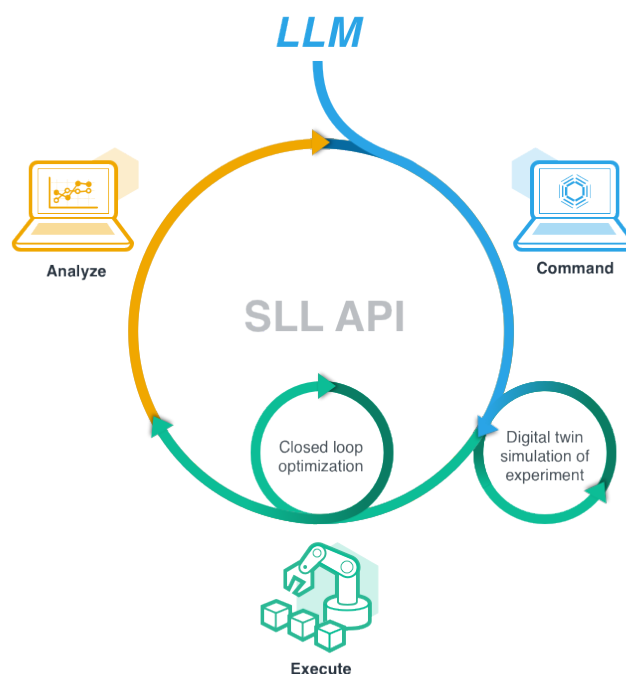 LLM
Analyze
Command
SLL API
Closed loop
optimization
Digital twin
simulation of
experiment
Execute